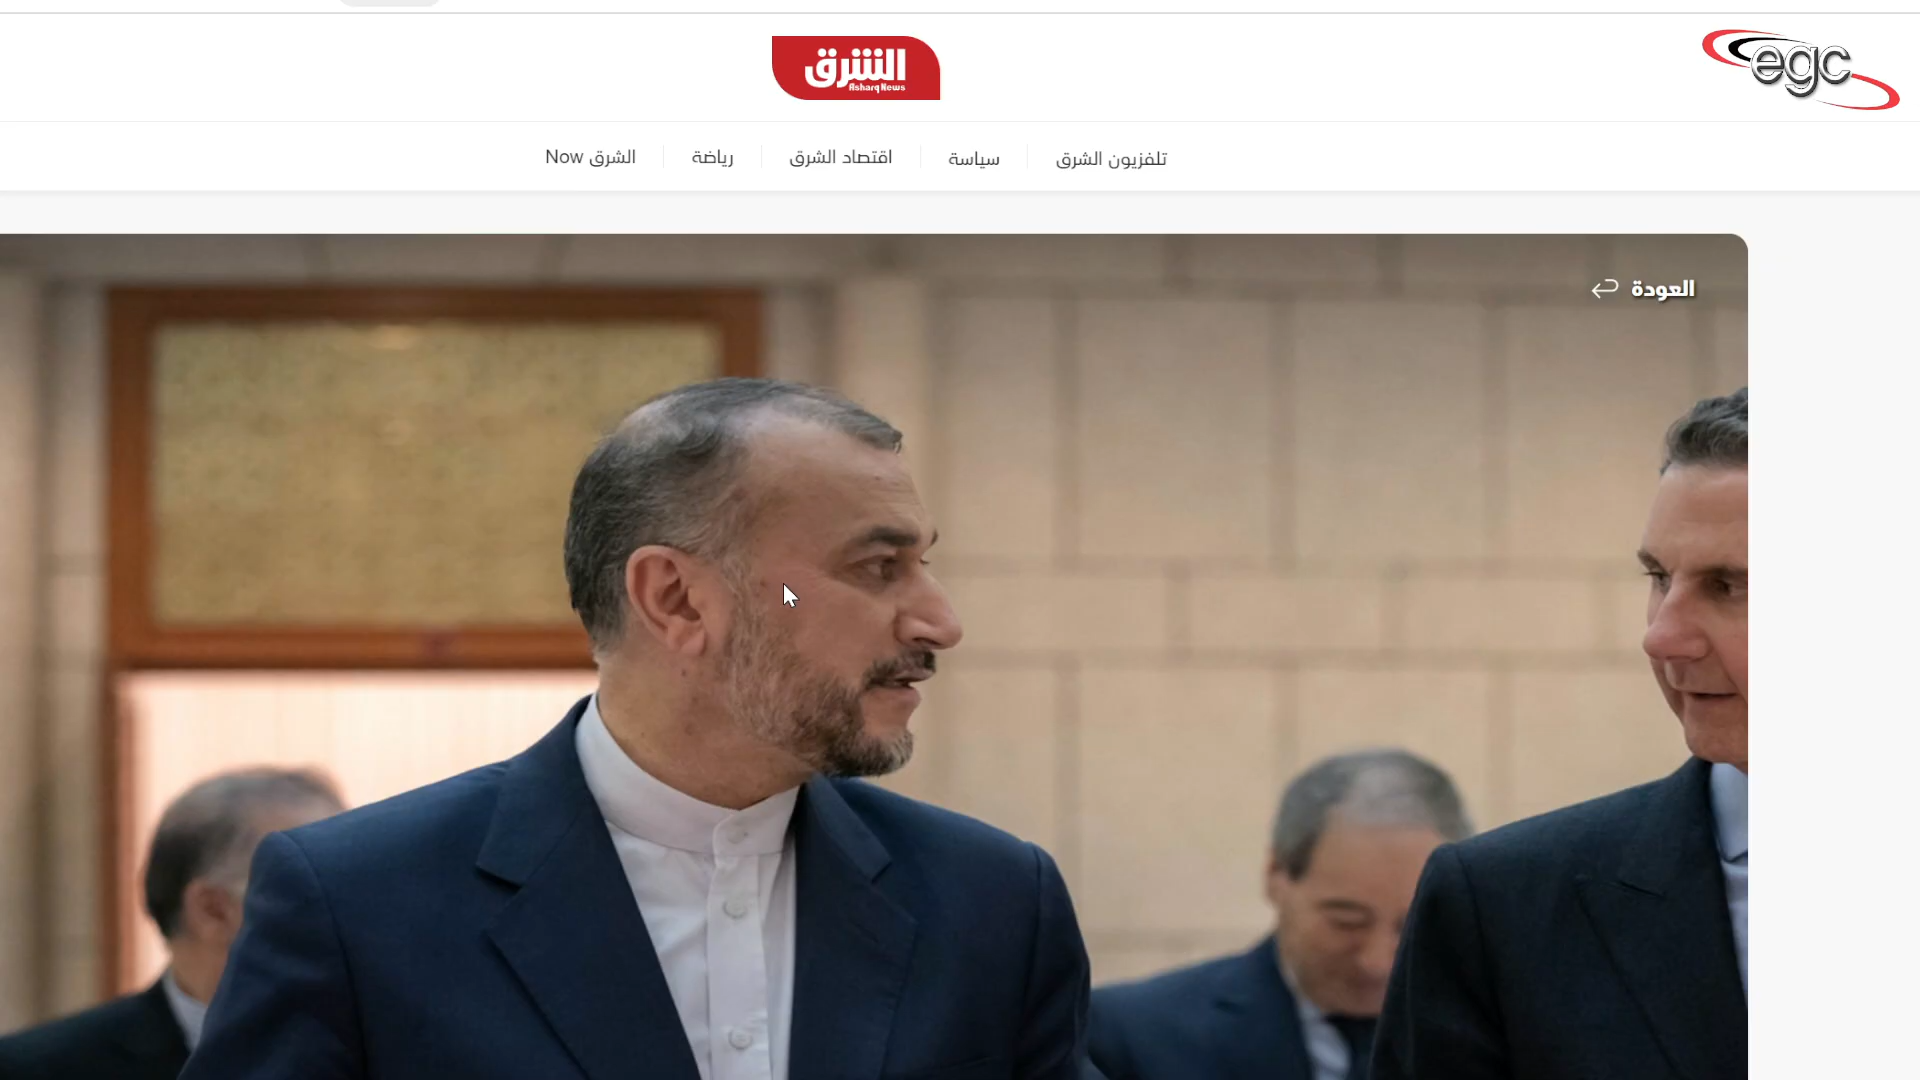 الشرق
Asharq News
egc
تلفزيون الشرق
سياسة
اقتصاد الشرق
رياضة
الشرق Now
العودة